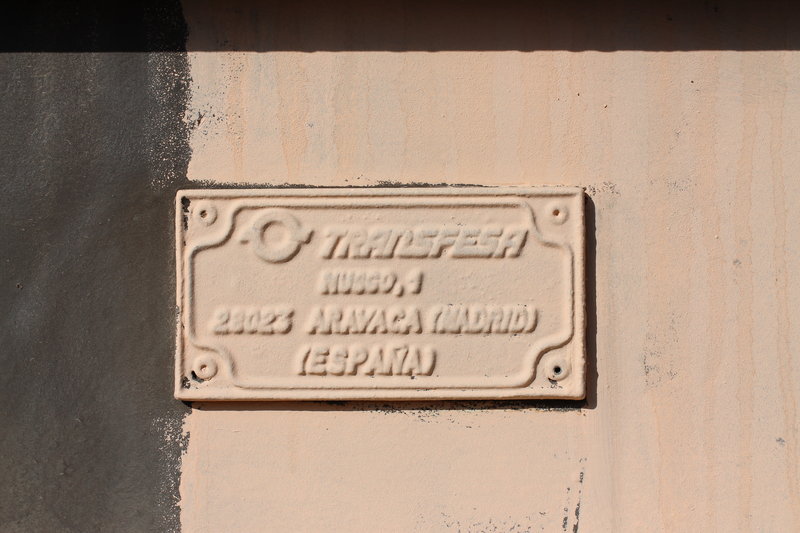 TRANSFESA
MUSGO, 1
28023 ARAVACA (MADRID)
(ESPAÑA)